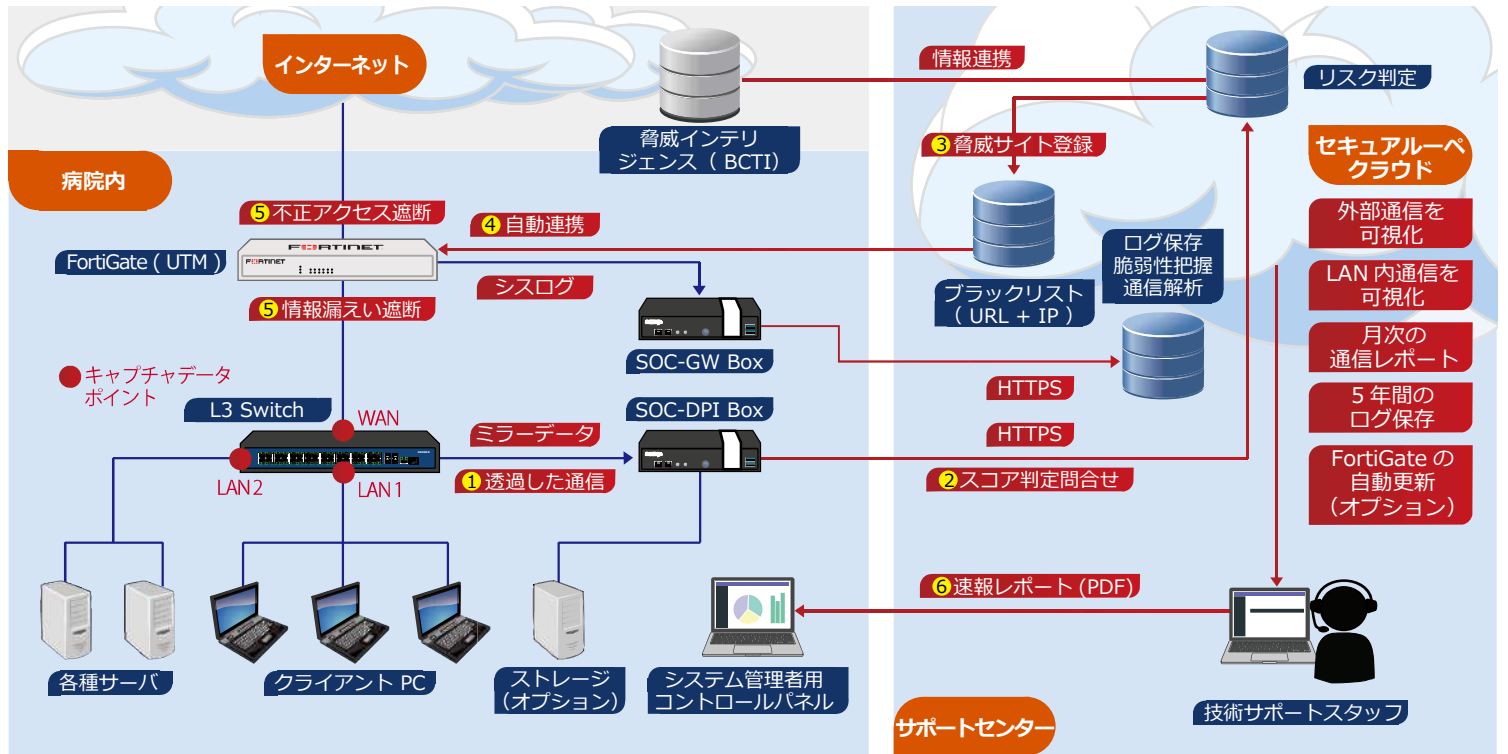 インターネット
脅威インテリ
ジェンス（ BCTI）
情報連携
リスク判定
③脅威サイト登録
セキュアルーペ
クラウド
病院内
⑤不正アクセス遮断
④自動連携
FORTINET
FORTINET
FortiGate ( UTM )
シスログ
⑤情報漏えい遮断
ブラックリスト
（ URL + IP ）
ログ保存
脆弱性把握
通信解析
外部通信を
可視化
LAN 内通信を
可視化
月次の
通信レポート
5 年間の
ログ保存
FortiGate の
自動更新
（オプション）
SOC-GW Box
HTTPS
キャプチャデータ
ポイント
L3 Switch
WAN
LAN2
LAN1
ミラーデータ
①透過した通信
SOC-DPI Box
HTTPS
②スコア判定問合せ
⑥速報レポート (PDF)
各種サーバ
クライアント PC
ストレージ
（オプション）
システム管理者用
コントロールパネル
技術サポートスタッフ
サポートセンター